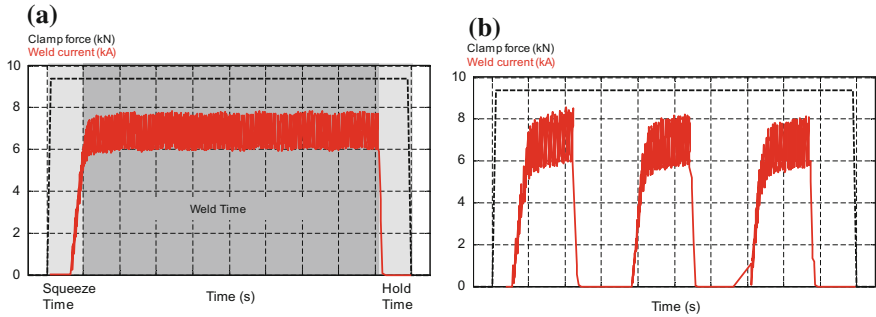 (a)
Clamp force (kN)
Weld current (kA)
10
8
6
4
2
0
Weld Time
Squeeze Time
Time (s)
Hold Time
(b)
Clamp force (kN)
Weld current (kA)
10
8
6
4
2
0
Time (s)